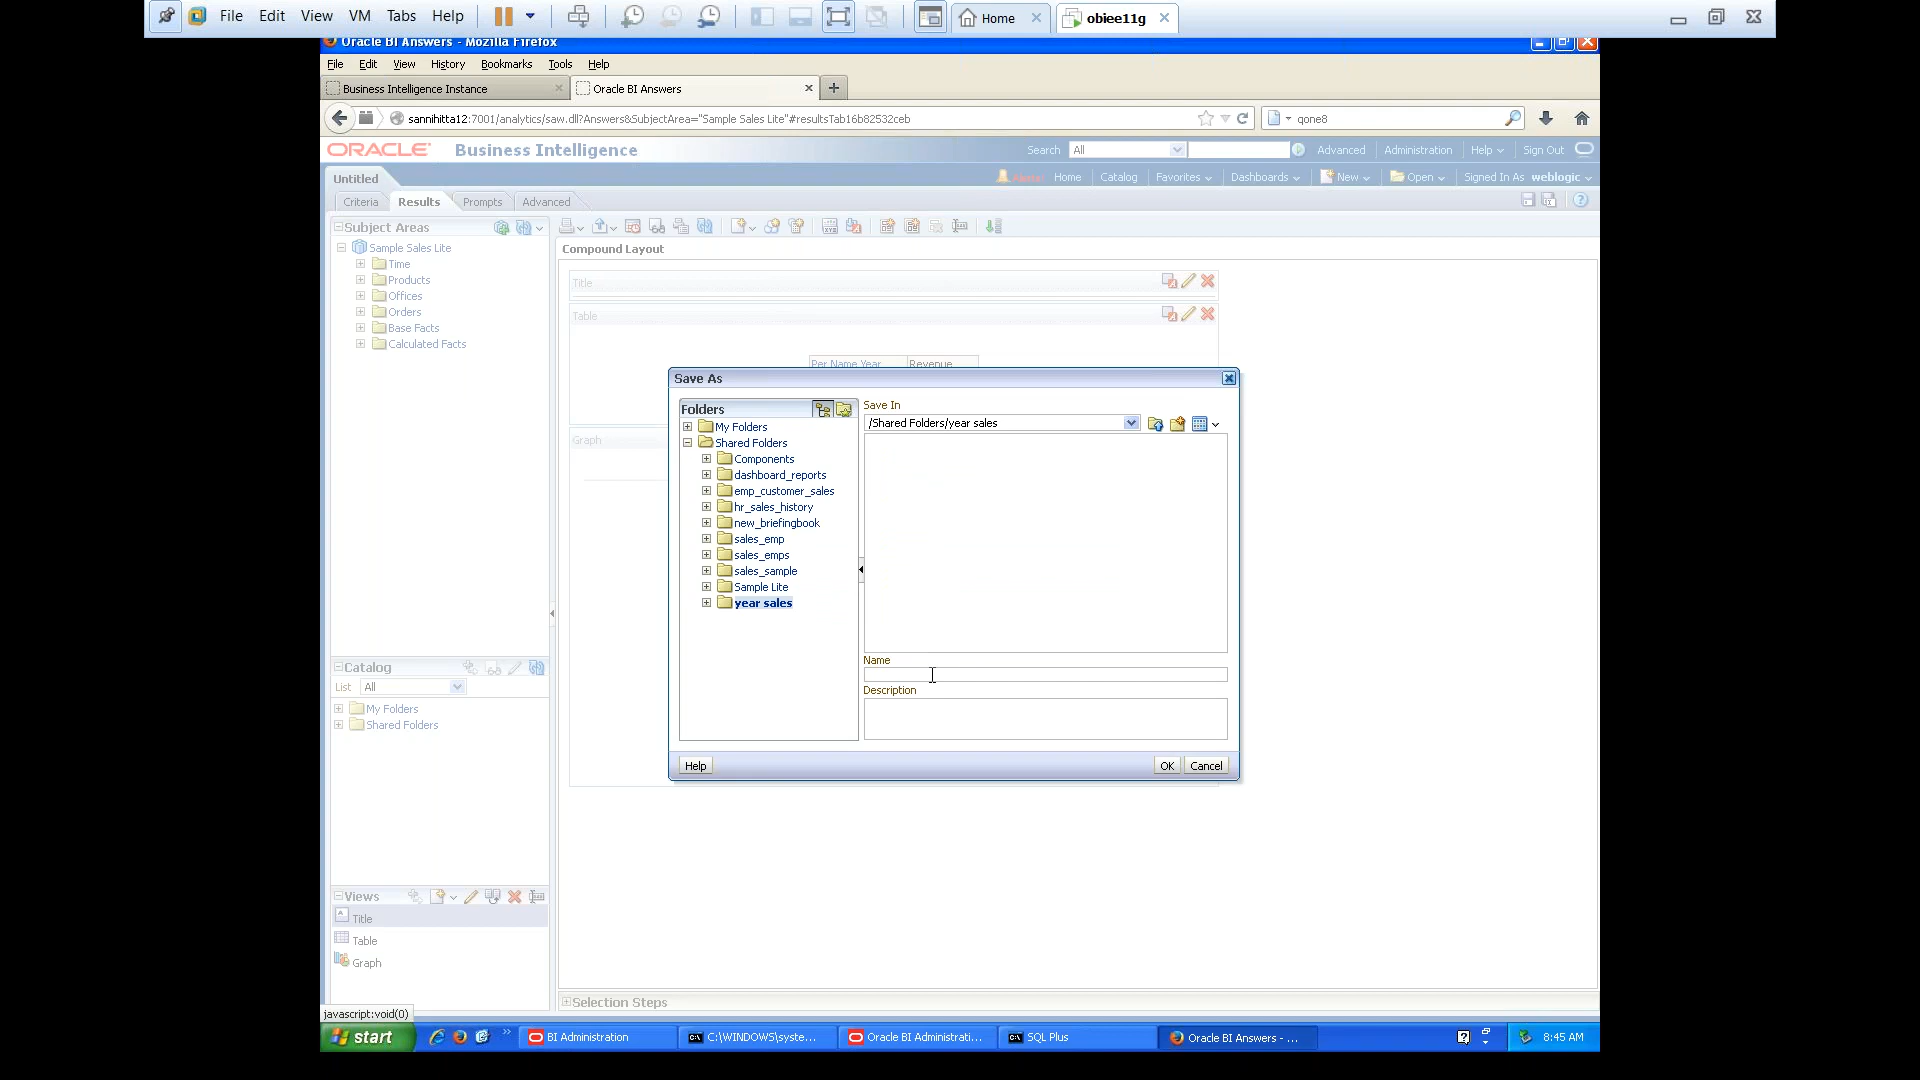 File Edit View VM Tabs Help
Home
obiee11g
Oracle BI Answers - Mozilla Firefox
File Edit View History Bookmarks Tools Help
Business Intelligence Instance
Oracle BI Answers
sannihitta12:7001/analytics/saw.dll?Answers&SubjectArea="Sample Sales Lite"#resultsTab16b82532ceb
qone8
ORACLE Business Intelligence
Search All Advanced Administration Help Sign Out
Untitled
Home Catalog Favorites Dashboards New Open Signed In As weblogic
Criteria Results Prompts Advanced
Subject Areas
Sample Sales Lite
Time
Products
Offices
Orders
Base Facts
Calculated Facts
Compound Layout
Title
Table
Per Name Year Revenue
Graph
Save As
Folders
My Folders
Shared Folders
Components
dashboard_reports
emp_customer_sales
hr_sales_history
new_briefingbook
sales_emp
sales_emps
sales_sample
Sample Lite
year sales
Save In
/Shared Folders/year sales
Name
Description
Help OK Cancel
Catalog
List All
My Folders
Shared Folders
Views
Title
Table
Graph
Selection Steps
javascript:void(0)
start
BI Administration
C:\WINDOWS\syste...
Oracle BI Administrati...
SQL Plus
Oracle BI Answers - ...
8:45 AM